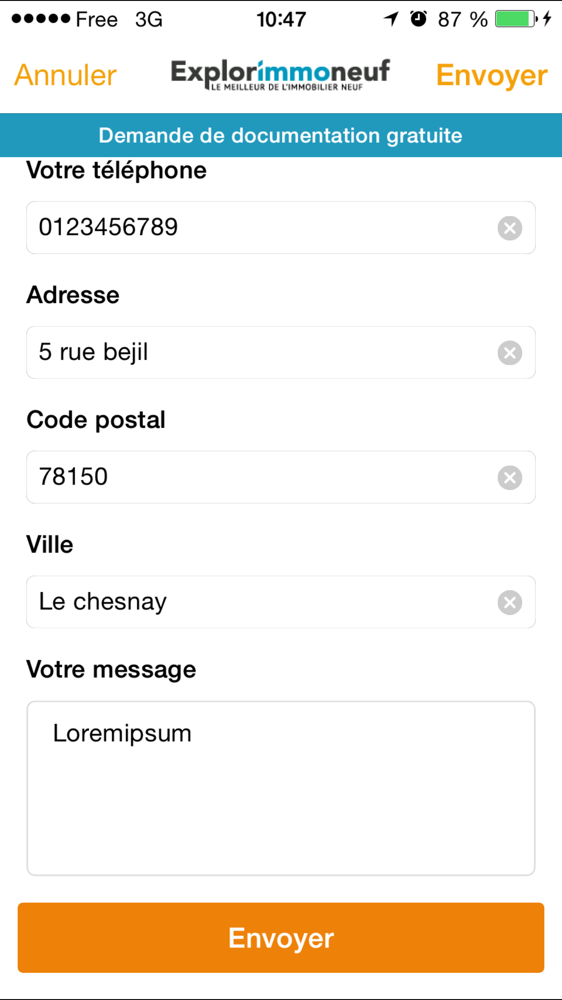 Free 3G 10:47 87 %
Annuler Explorimmoneuf Envoyer
LE MEILLEUR DE L'IMMOBILIER NEUF
Demande de documentation gratuite
Votre téléphone
0123456789
Adresse
5 rue bejil
Code postal
78150
Ville
Le chesnay
Votre message
Loremipsum
Envoyer